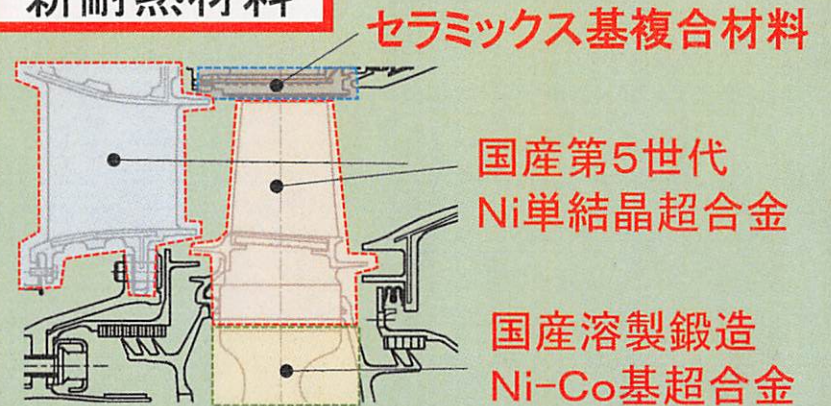 新耐熱材料
セラミックス基複合材料
国産第5世代
Ni単結晶超合金
国産溶製鍛造
Ni-Co基超合金